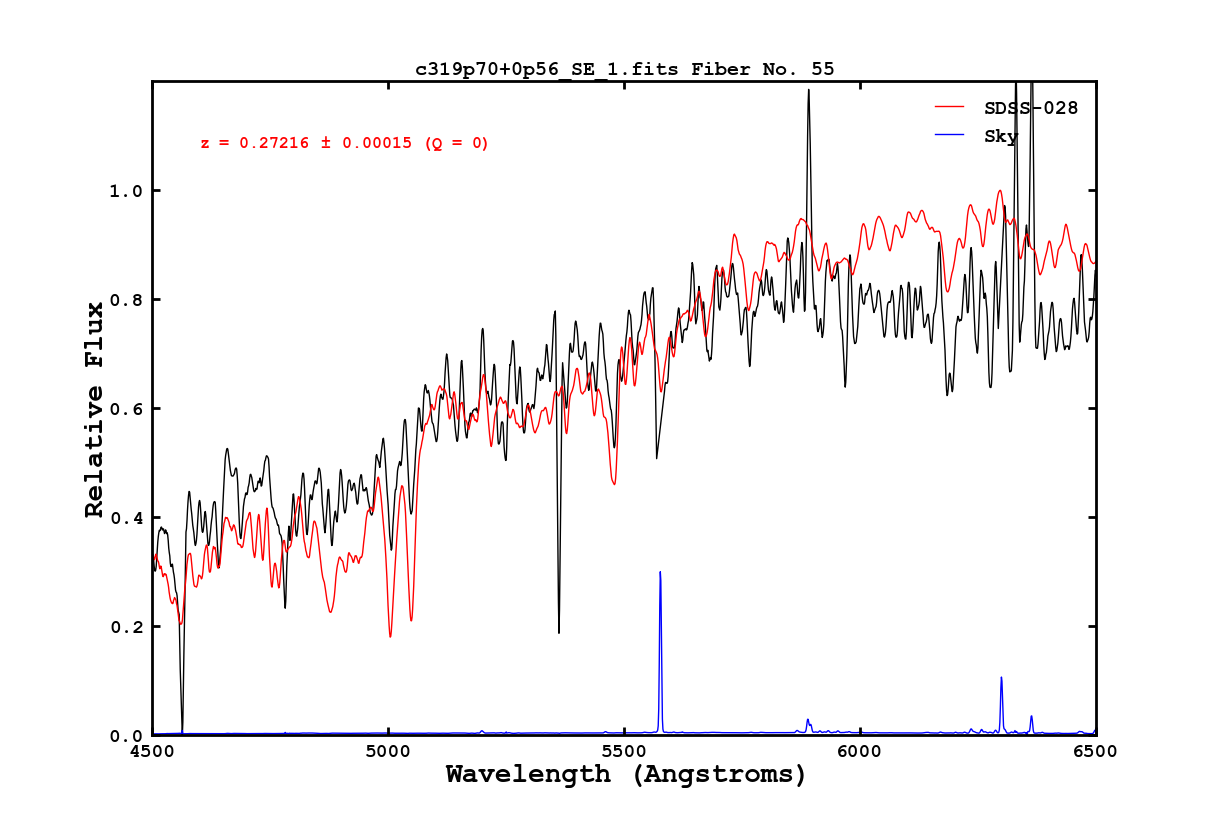 c319p70+0p56_SE_1.fits Fiber No. 55
z = 0.27216 ± 0.00015 (Q = 0)
SDSS-028
Sky
Relative Flux
1.0
0.8
0.6
0.4
0.2
0.0
4500 5000 5500 6000 6500
Wavelength (Angstroms)